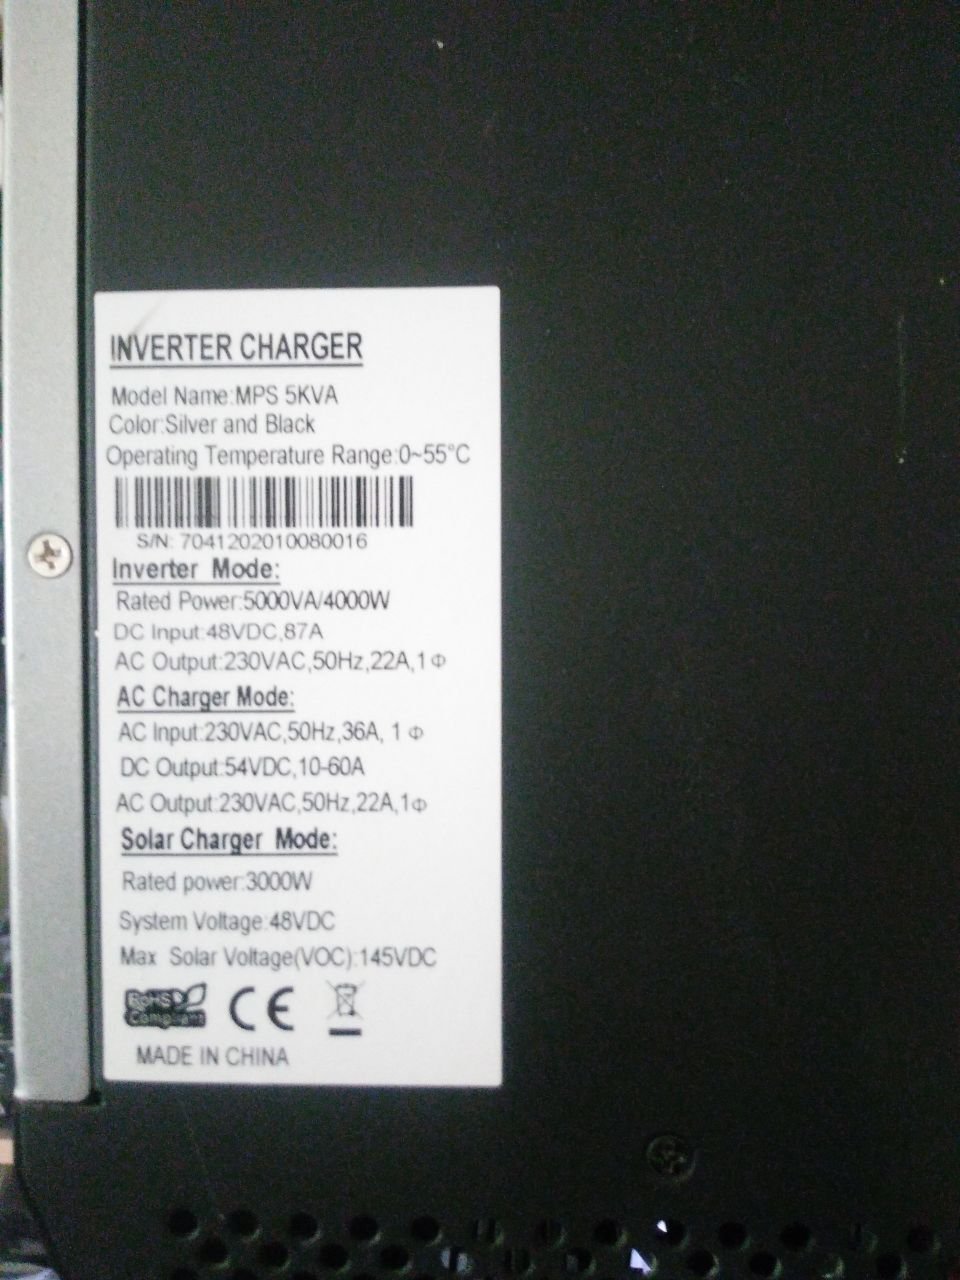 INVERTER CHARGER
Model Name:MPS 5KVA
Color:Silver and Black
Operating Temperature Range:0~55°C
S/N: 7041202010080016
Inverter Mode:
Rated Power:5000VA/4000W
DC Input:48VDC,87A
AC Output:230VAC,50Hz,22A,1Φ
AC Charger Mode:
AC Input:230VAC,50Hz,36A, 1Φ
DC Output:54VDC,10-60A
AC Output:230VAC,50Hz,22A,1Φ
Solar Charger Mode:
Rated power:3000W
System Voltage:48VDC
Max Solar Voltage(VOC):145VDC
RoHS
Compliant
CE
MADE IN CHINA